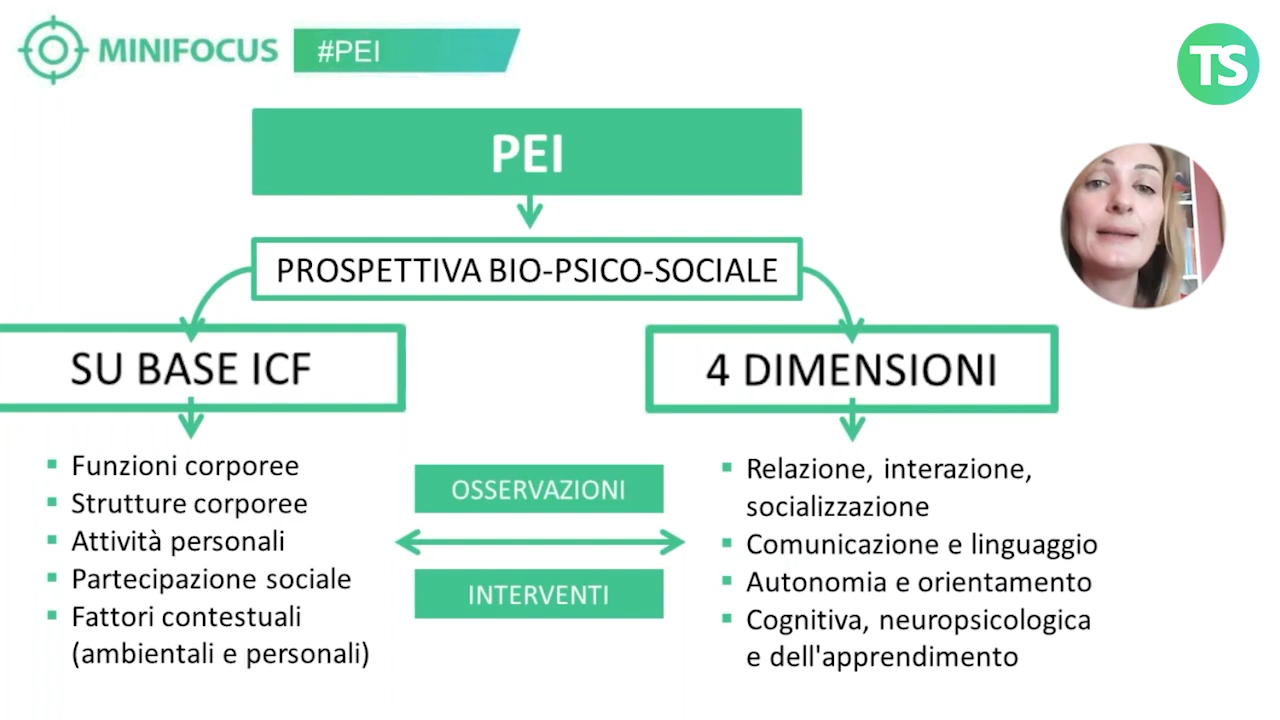 MINIFOCUS
#PEI
TS
PEI
PROSPETTIVA BIO-PSICO-SOCIALE
SU BASE ICF
4 DIMENSIONI
Funzioni corporee
Strutture corporee
Attività personali
Partecipazione sociale
Fattori contestuali
(ambientali e personali)
OSSERVAZIONI
INTERVENTI
Relazione, interazione,
socializzazione
Comunicazione e linguaggio
Autonomia e orientamento
Cognitiva, neuropsicologica
e dell'apprendimento